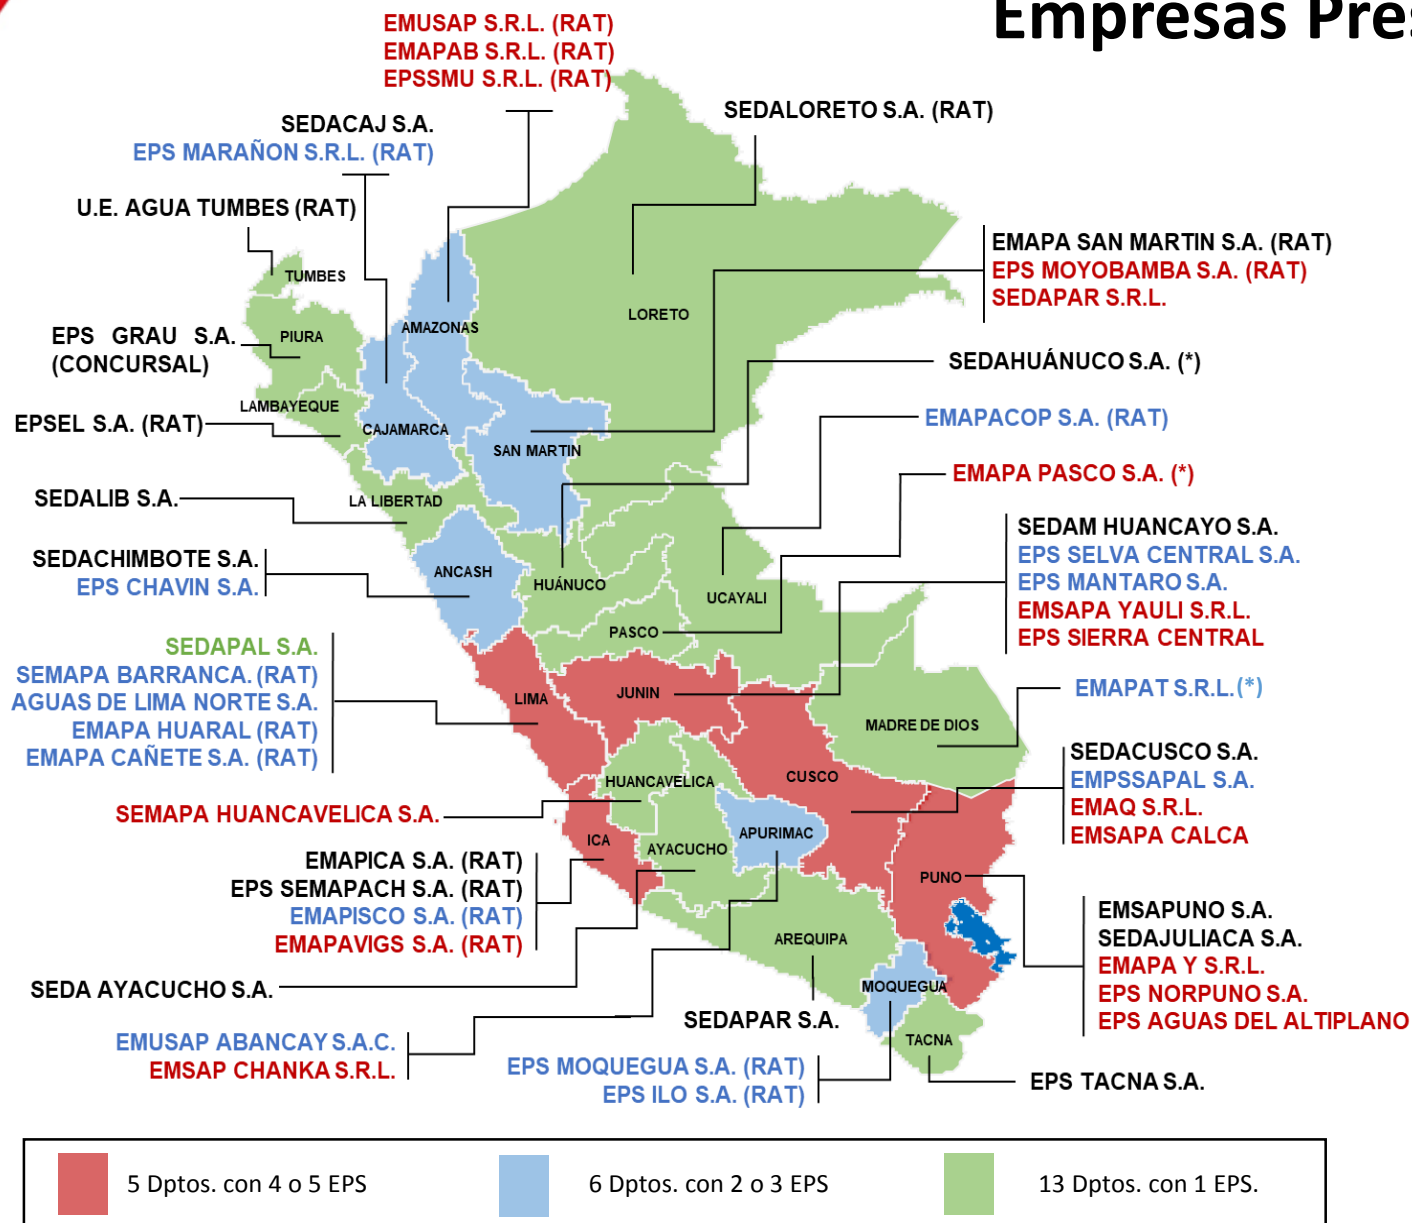 Empresas Pres
EMUSAP S.R.L. (RAT)
EMAPAB S.R.L. (RAT)
EPSSMU S.R.L. (RAT)
SEDALORETO S.A. (RAT)
SEDACAJ S.A.
EPS MARAÑON S.R.L. (RAT)
U.E. AGUA TUMBES (RAT)
EMAPA SAN MARTIN S.A. (RAT)
EPS MOYOBAMBA S.A. (RAT)
SEDAPAR S.R.L.
TUMBES
LORETO
AMAZONAS
PIURA
EPS GRAU S.A.
(CONCURSAL)
SEDAHUÁNUCO S.A. (*)
LAMBAYEQUE
EPSEL S.A. (RAT)
CAJAMARCA
EMAPACOP S.A. (RAT)
SAN MARTIN
EMAPA PASCO S.A. (*)
SEDALIB S.A.
LA LIBERTAD
SEDAM HUANCAYO S.A.
EPS SELVA CENTRAL S.A.
EPS MANTARO S.A.
EMSAPA YAULI S.R.L.
EPS SIERRA CENTRAL
SEDACHIMBOTE S.A.
EPS CHAVIN S.A.
ANCASH
HUÁNUCO
UCAYALI
PASCO
SEDAPAL S.A.
SEMAPA BARRANCA. (RAT)
AGUAS DE LIMA NORTE S.A.
EMAPA HUARAL (RAT)
EMAPA CAÑETE S.A. (RAT)
LIMA
JUNIN
EMAPAT S.R.L.(*)
MADRE DE DIOS
SEDACUSCO S.A.
EMPSSAPAL S.A.
EMAQ S.R.L.
EMSAPA CALCA
CUSCO
HUANCAVELICA
SEMAPA HUANCAVELICA S.A.
APURIMAC
ICA
AYACUCHO
EMAPICA S.A. (RAT)
EPS SEMAPACH S.A. (RAT)
EMAPISCO S.A. (RAT)
EMAPAVIGS S.A. (RAT)
PUNO
EMSAPUNO S.A.
SEDAJULIACA S.A.
EMAPA Y S.R.L.
EPS NORPUNO S.A.
EPS AGUAS DEL ALTIPLANO
AREQUIPA
SEDA AYACUCHO S.A.
MOQUEGUA
SEDAPAR S.A.
TACNA
EMUSAP ABANCAY S.A.C.
EMSAP CHANKA S.R.L.
EPS MOQUEGUA S.A. (RAT)
EPS ILO S.A. (RAT)
EPS TACNA S.A.
5 Dptos. con 4 o 5 EPS
6 Dptos. con 2 o 3 EPS
13 Dptos. con 1 EPS.